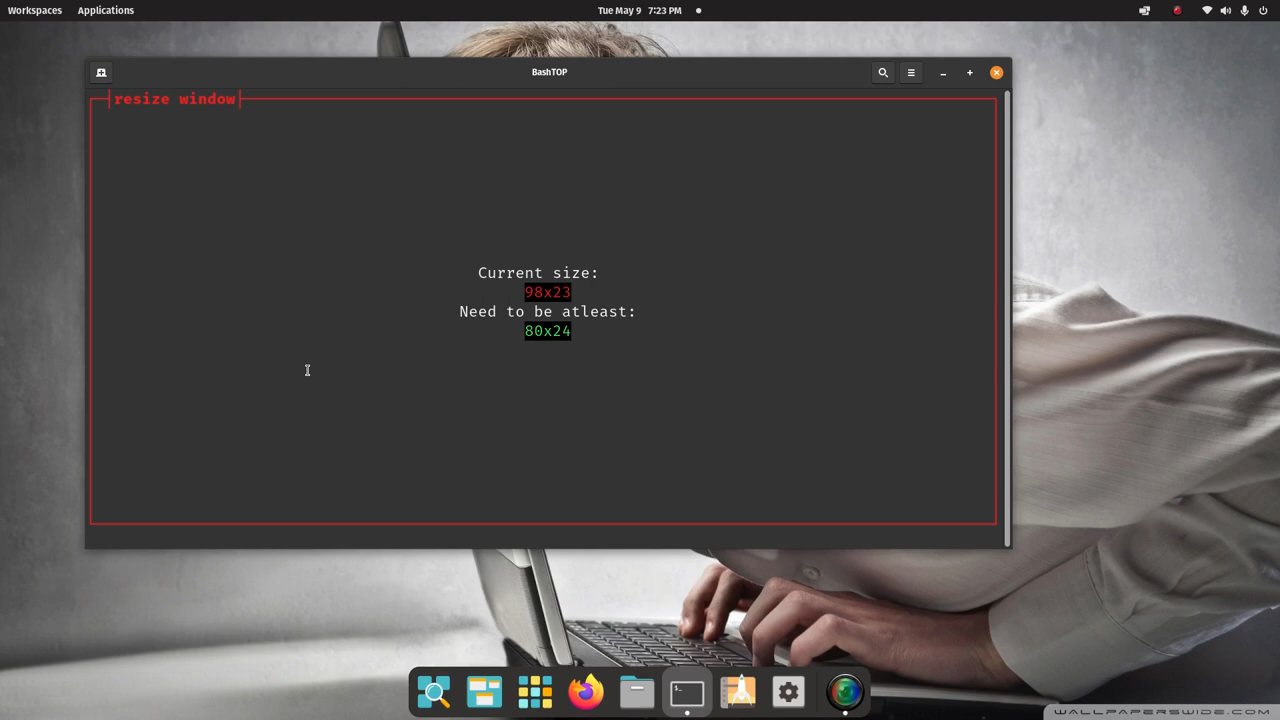 Workspaces Applications Tue May 9 7:23 PM
BashTOP
resize window
Current size:
98x23
Need to be atleast:
80x24
$_
WALLPAPERSWIDE.COM